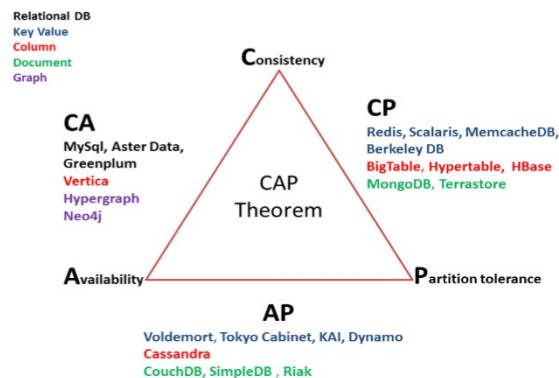 Relational DB
Key Value
Column
Document
Graph
Consistency
CA
MySql, Aster Data,
Greenplum
Vertica
Hypergraph
Neo4j
CP
Redis, Scalaris, MemcacheDB,
Berkeley DB
BigTable, Hypertable, HBase
MongoDB, Terrastore
CAP
Theorem
Availability
Partition tolerance
AP
Voldemort, Tokyo Cabinet, KAI, Dynamo
Cassandra
CouchDB, SimpleDB , Riak